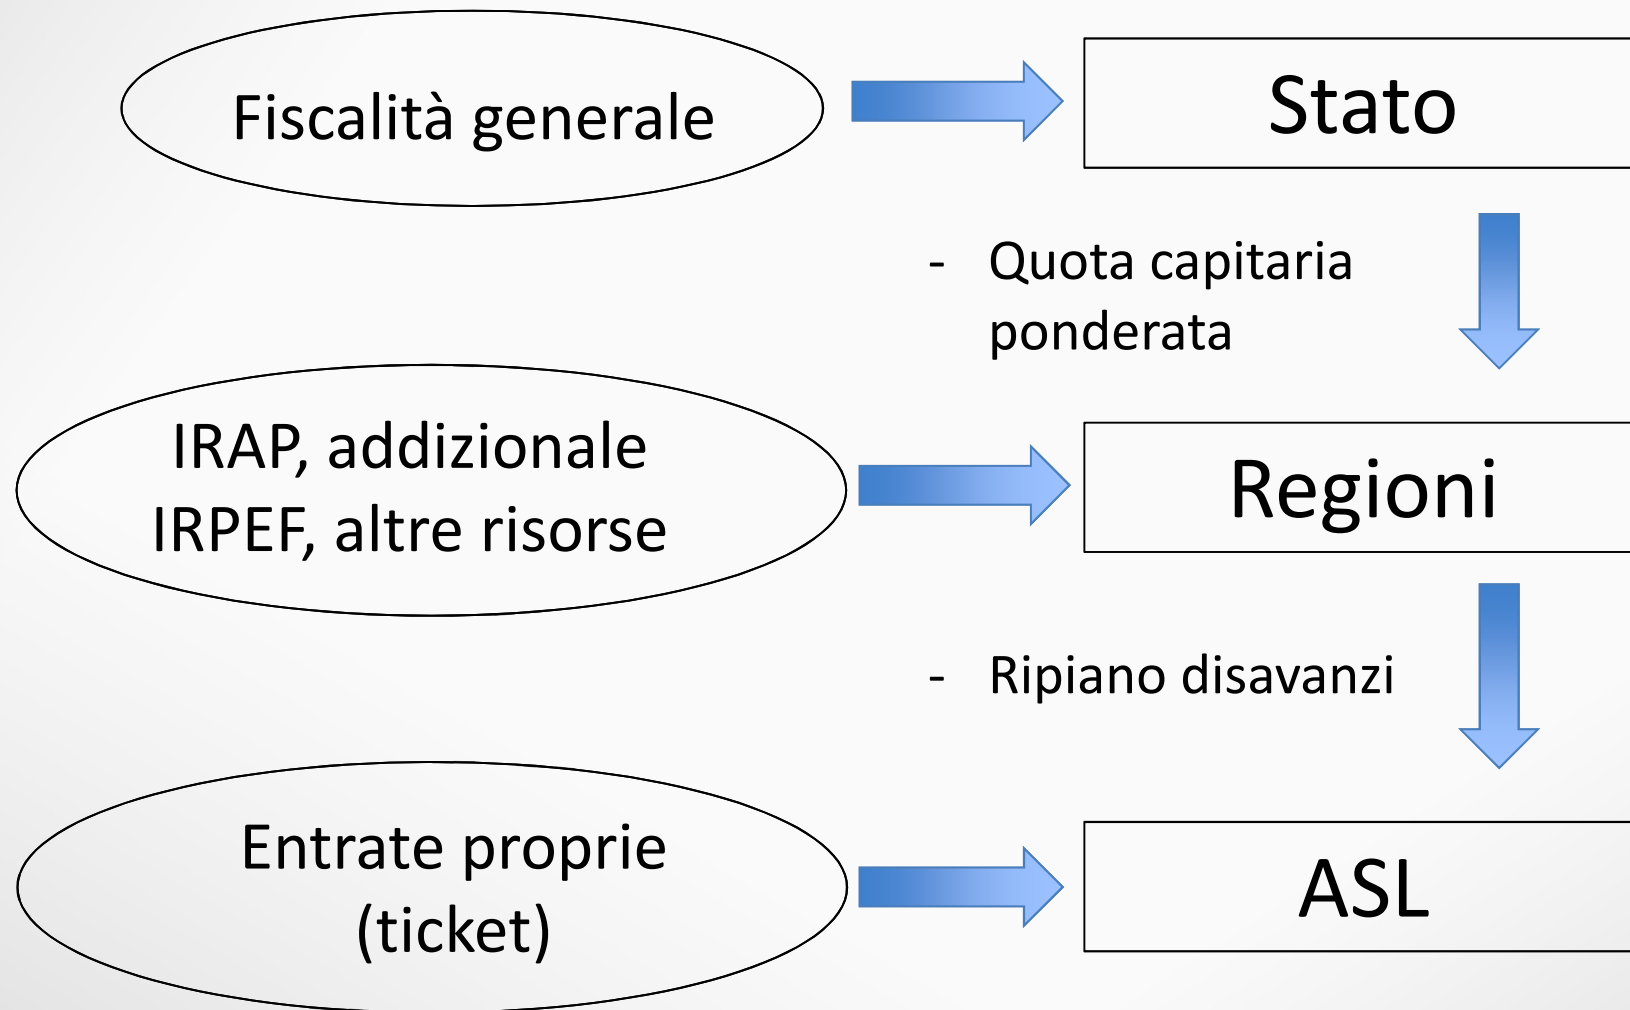 Fiscalità generale
Stato
- Quota capitaria
ponderata
IRAP, addizionale
IRPEF, altre risorse
Regioni
- Ripiano disavanzi
Entrate proprie
(ticket)
ASL